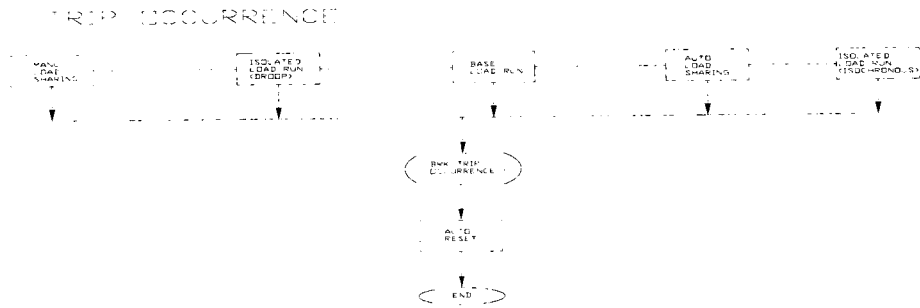 TRIP OCCURRENCE
MANU
LOAD
SHARING
ISOLATED
LOAD RUN
(DROOP)
BASE
LOAD RUN
AUTO
LOAD
SHARING
ISOLATED
LOAD RUN
(ISOCHRONOUS)
BRK TRIP
OCCURRENCE
AUTO
RESET
END